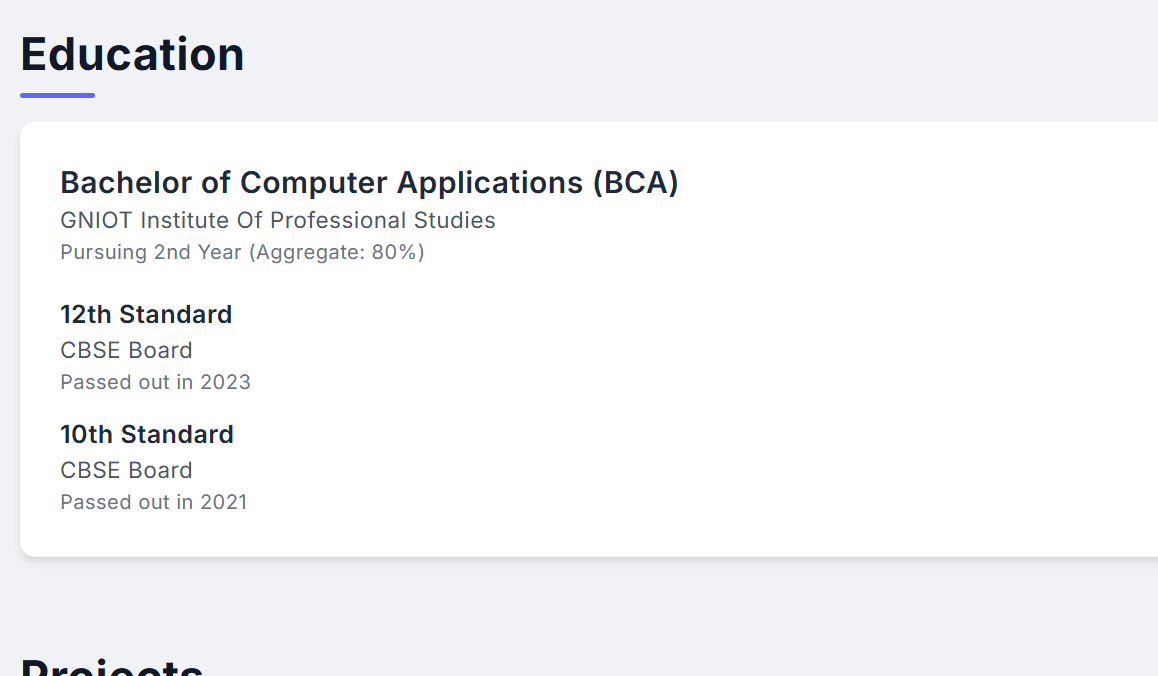 Education
Bachelor of Computer Applications (BCA)
GNIOT Institute Of Professional Studies
Pursuing 2nd Year (Aggregate: 80%)
12th Standard
CBSE Board
Passed out in 2023
10th Standard
CBSE Board
Passed out in 2021
Projects